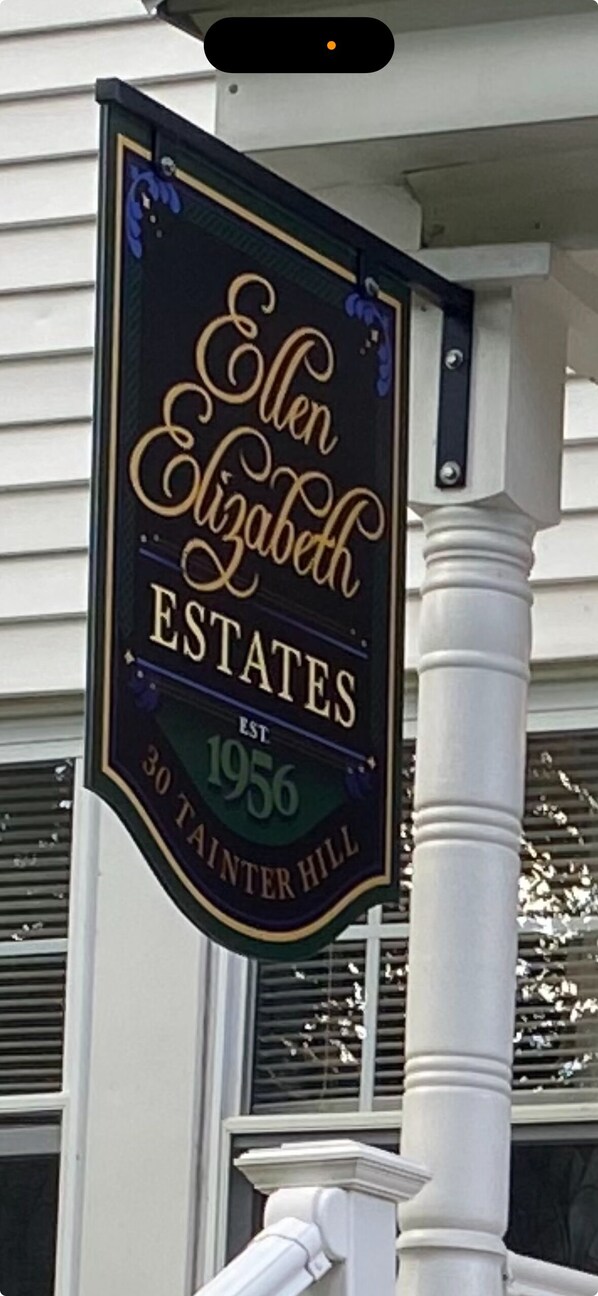 Ellen
Elizabeth
ESTATES
EST.
1956
30 TAINTER HILL